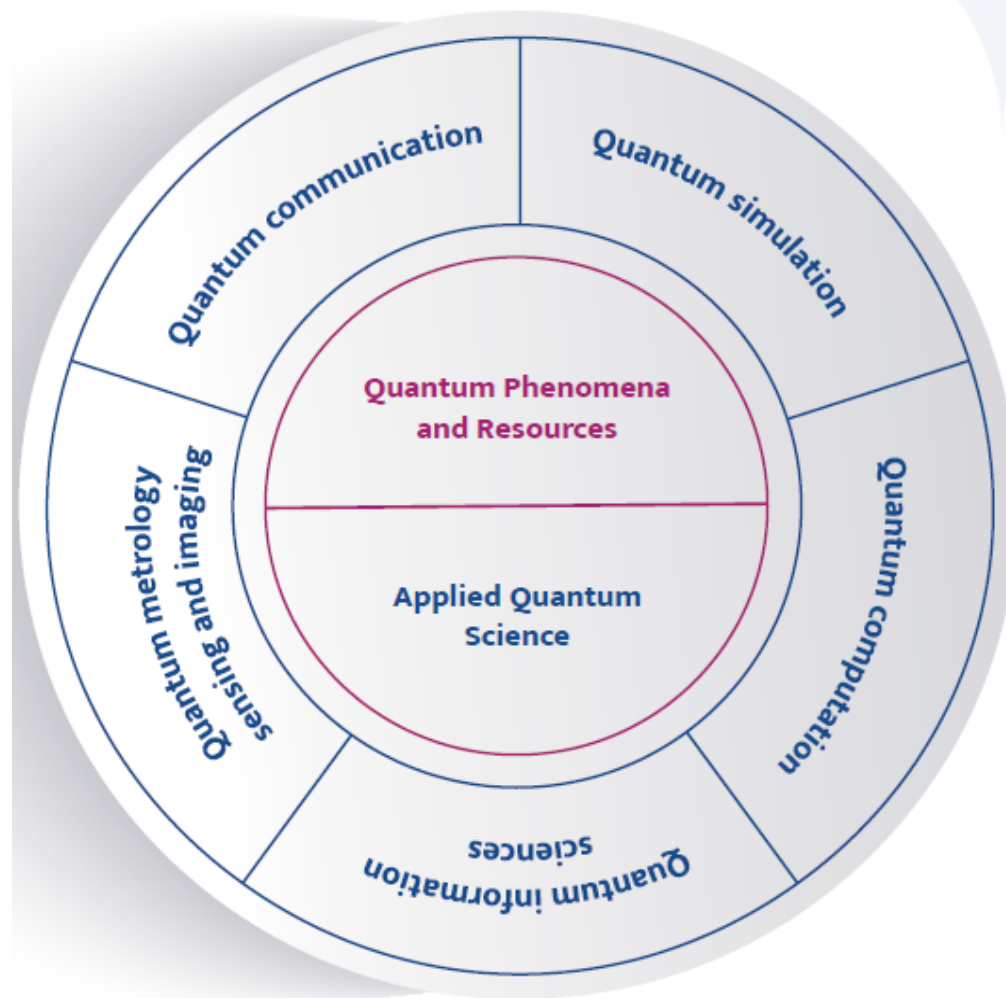 Quantum communication
Quantum simulation
Quantum computation
Quantum information
sciences
Quantum metrology
sensing and imaging
Quantum Phenomena
and Resources
Applied Quantum
Science